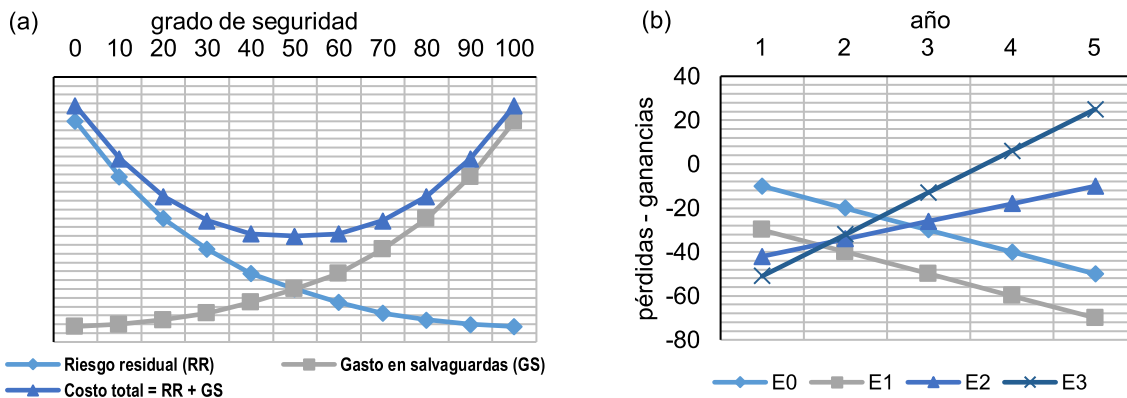 (a)
grado de seguridad
0 10 20 30 40 50 60 70 80 90 100
Riesgo residual (RR)
Gasto en salvaguardas (GS)
Costo total = RR + GS
(b)
año
1 2 3 4 5
pérdidas - ganancias
40
20
0
-20
-40
-60
-80
E0 E1 E2 E3